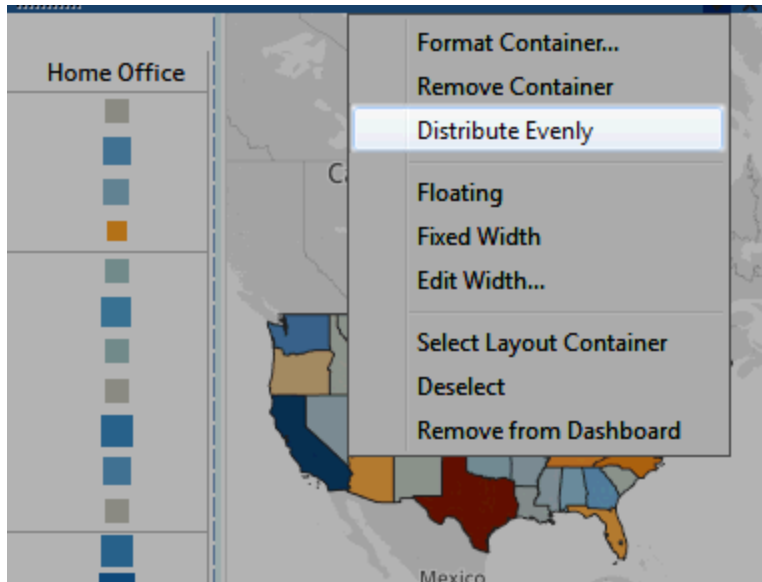 Home Office
Format Container...
Remove Container
Distribute Evenly
Floating
Fixed Width
Edit Width...
Select Layout Container
Deselect
Remove from Dashboard
Mexico